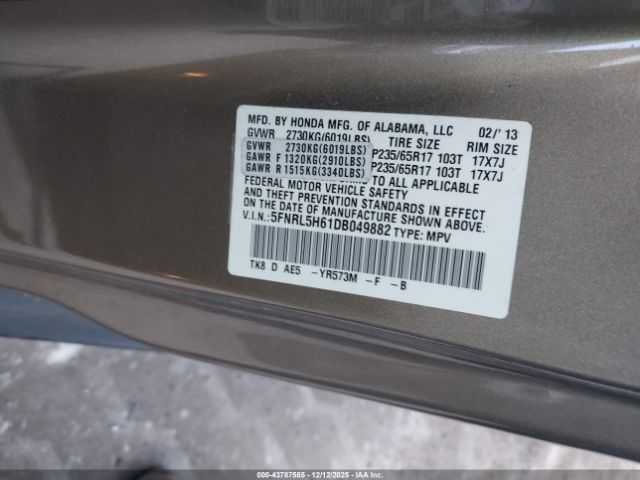 MFD. BY HONDA MFG. OF ALABAMA, LLC 02/'13
GVWR 2730KG(6019LBS) TIRE SIZE RIM SIZE
GVWR 2730KG(6019LBS) P235/65R17 103T 17X7J
GAWR F 1320KG(2910LBS) P235/65R17 103T 17X7J
GAWR R 1515KG(3340LBS)
TO ALL APPLICABLE
FEDERAL MOTOR VEHICLE SAFETY
AND THEFT PREVENTION STANDARDS IN EFFECT
ON THE DATE OF MANUFACTURE SHOWN ABOVE.
V.I.N.: 5FNRL5H61DB049882 TYPE: MPV
TK8 D AE5 -YR573M -F -B
000-43787585 - 12/12/2025 - IAAI.COM